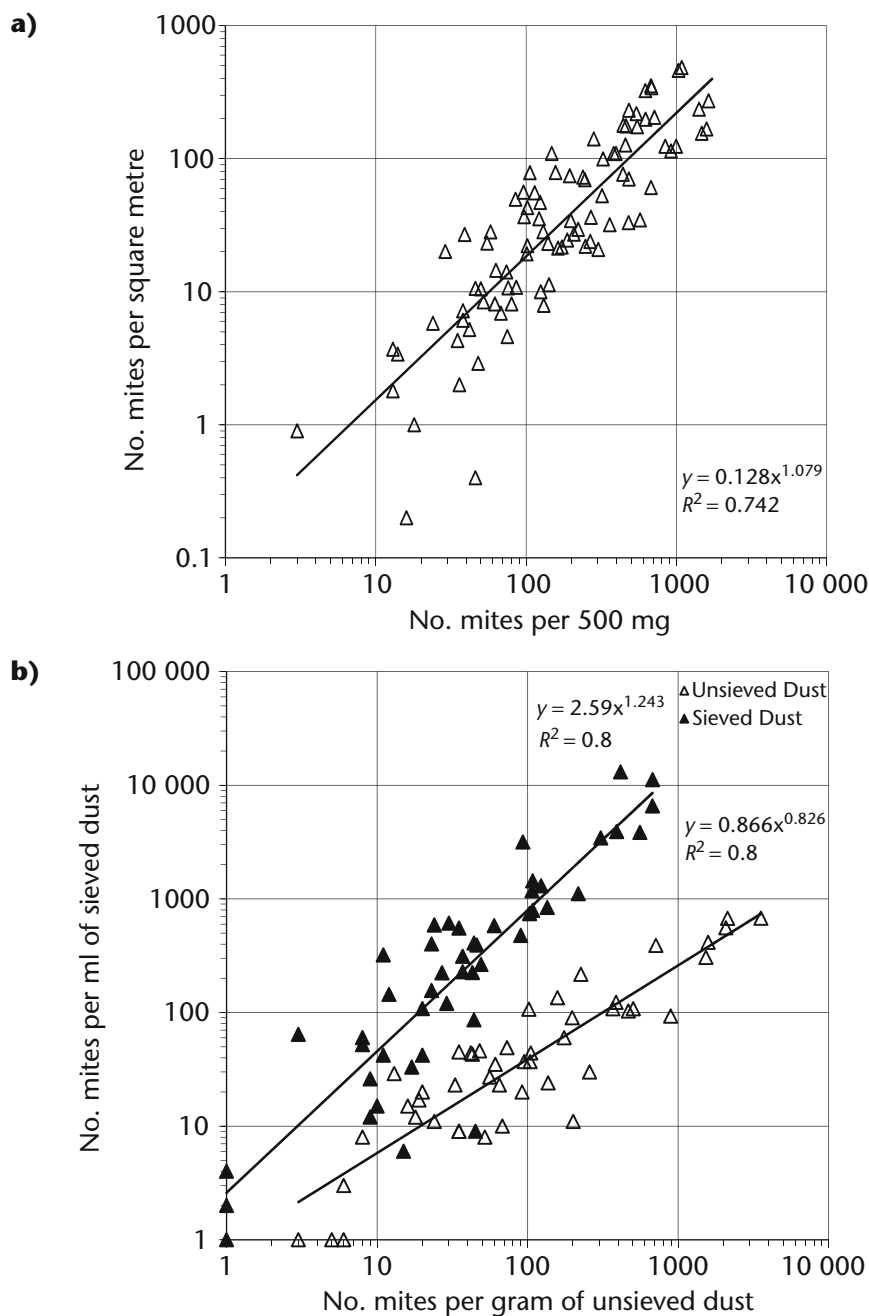 a)
1000
100
10
1
0.1
No. mites per square metre
y = 0.128x^1.079
R² = 0.742
1
10
100
1000
10 000
No. mites per 500 mg
b)
100 000
10 000
1000
100
10
1
No. mites per ml of sieved dust
Unsieved Dust
Sieved Dust
y = 2.59x^1.243
R² = 0.8
y = 0.866x^0.826
R² = 0.8
1
10
100
1000
10 000
No. mites per gram of unsieved dust